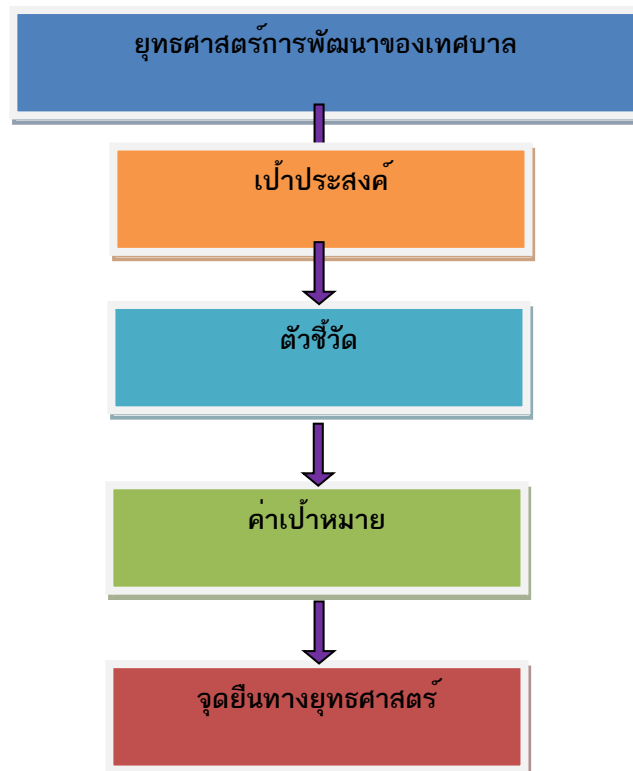 ยุทธศาสตร์การพัฒนาของเทศบาล
เป้าประสงค์
ตัวชี้วัด
ค่าเป้าหมาย
จุดยืนทางยุทธศาสตร์